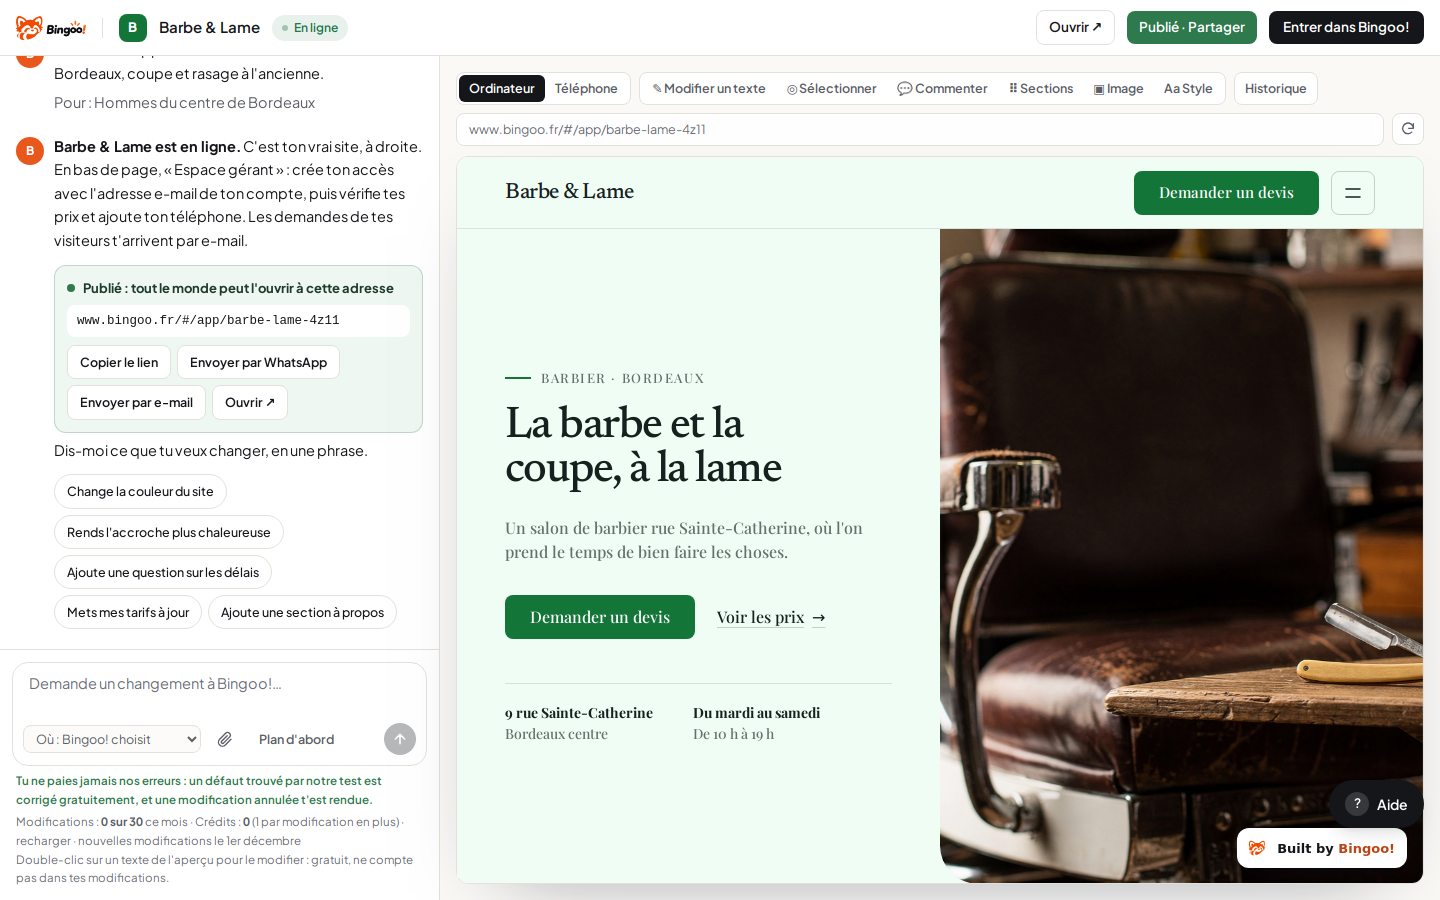 Bingoo!
B
Barbe & Lame
En ligne
Ouvrir ↗
Publié · Partager
Entrer dans Bingoo!
Bordeaux, coupe et rasage à l'ancienne.
Pour : Hommes du centre de Bordeaux
B
Barbe & Lame est en ligne. C'est ton vrai site, à droite.
En bas de page, « Espace gérant » : crée ton accès
avec l'adresse e-mail de ton compte, puis vérifie tes
prix et ajoute ton téléphone. Les demandes de tes
visiteurs t'arrivent par e-mail.
Publié : tout le monde peut l'ouvrir à cette adresse
www.bingoo.fr/#/app/barbe-lame-4z11
Copier le lien
Envoyer par WhatsApp
Envoyer par e-mail
Ouvrir ↗
Dis-moi ce que tu veux changer, en une phrase.
Change la couleur du site
Rends l'accroche plus chaleureuse
Ajoute une question sur les délais
Mets mes tarifs à jour
Ajoute une section à propos
Demande un changement à Bingoo!…
Où : Bingoo! choisit
Plan d'abord
Tu ne paies jamais nos erreurs : un défaut trouvé par notre test est
corrigé gratuitement, et une modification annulée t'est rendue.
Modifications : 0 sur 30 ce mois · Crédits : 0 (1 par modification en plus) ·
recharger · nouvelles modifications le 1er décembre
Double-clic sur un texte de l'aperçu pour le modifier : gratuit, ne compte
pas dans tes modifications.
Ordinateur
Téléphone
✎ Modifier un texte
◎ Sélectionner
💬 Commenter
⠿ Sections
▣ Image
Aa Style
Historique
www.bingoo.fr/#/app/barbe-lame-4z11
Barbe & Lame
Demander un devis
BARBIER · BORDEAUX
La barbe et la
coupe, à la lame
Un salon de barbier rue Sainte-Catherine, où l'on
prend le temps de bien faire les choses.
Demander un devis
Voir les prix →
9 rue Sainte-Catherine
Bordeaux centre
Du mardi au samedi
De 10 h à 19 h
? Aide
Built by Bingoo!